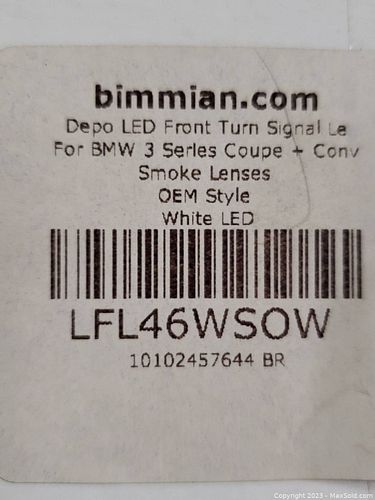 bimmian.com
Depo LED Front Turn Signal Le
For BMW 3 Series Coupe + Conv
Smoke Lenses
OEM Style
White LED
LFL46WSOW
10102457644 BR
Copyright 2023 - MaxSold.com